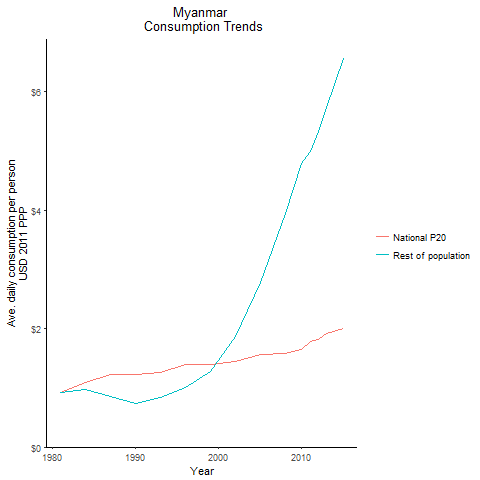 Myanmar
Consumption Trends
Ave. daily consumption per person
USD 2011 PPP
$6
$4
$2
$0
1980
1990
2000
2010
Year
National P20
Rest of population